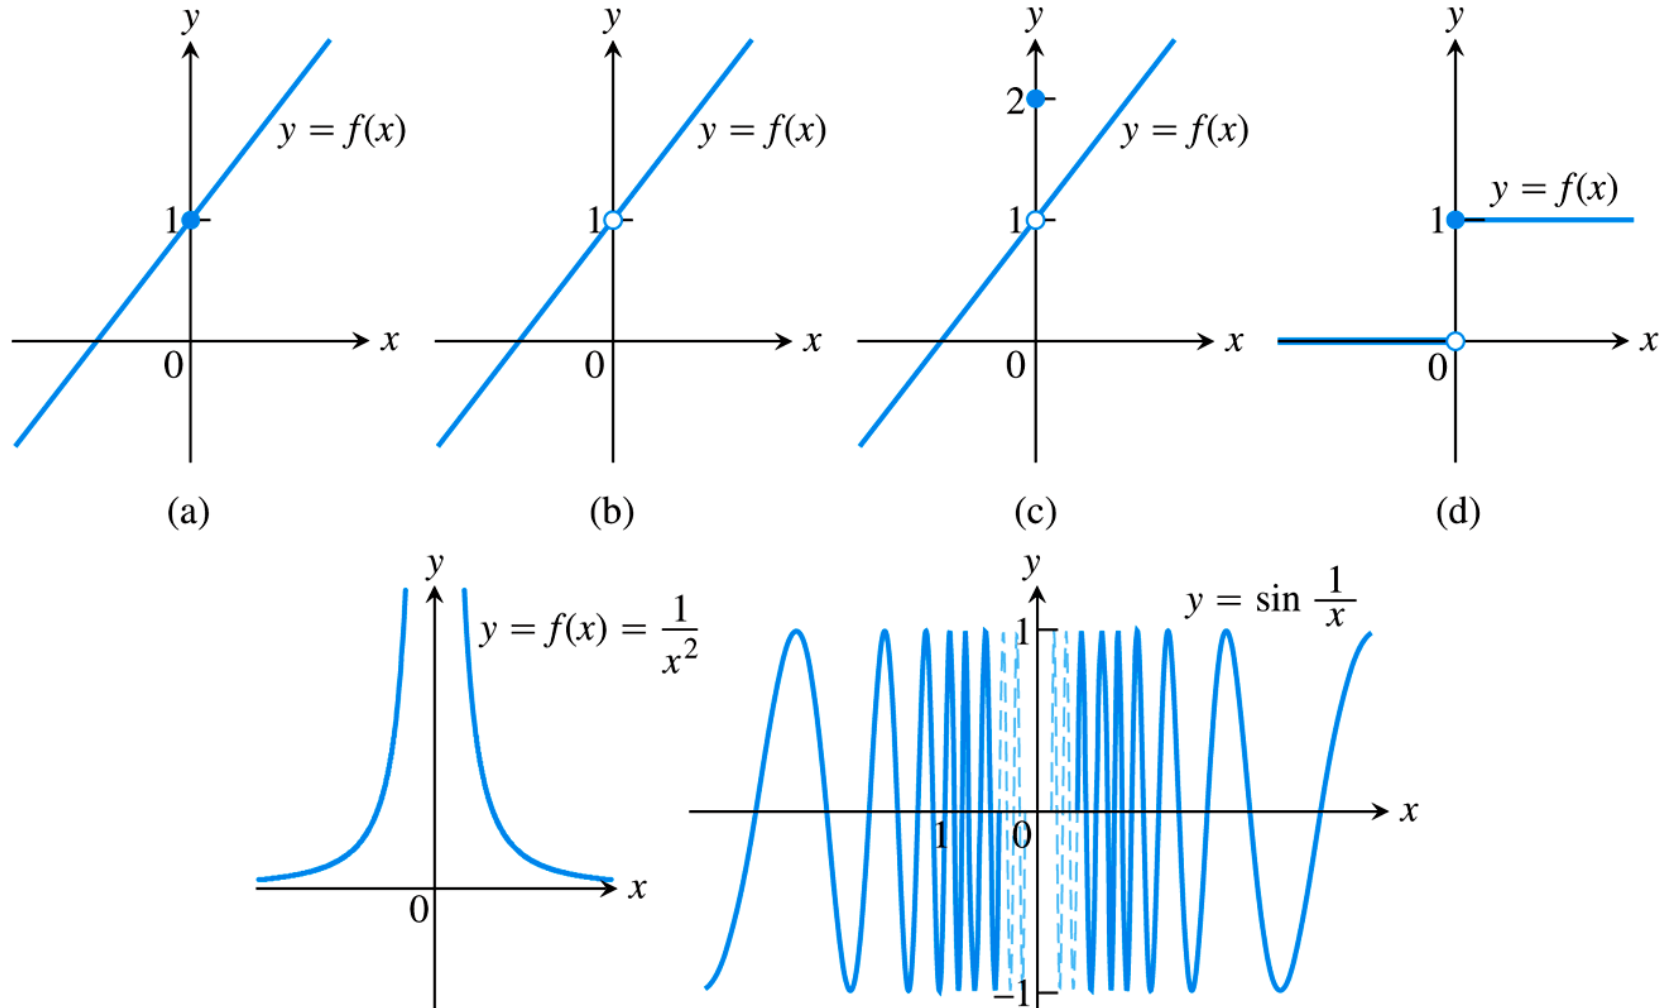 y
y = f(x)
1
x
0
(a)
y
y = f(x)
1
x
0
(b)
y
2
y = f(x)
1
x
0
(c)
y
y = f(x)
1
x
0
(d)
y
y = f(x) = 1/x²
x
0
y
y = sin 1/x
1
x
1
0
−1